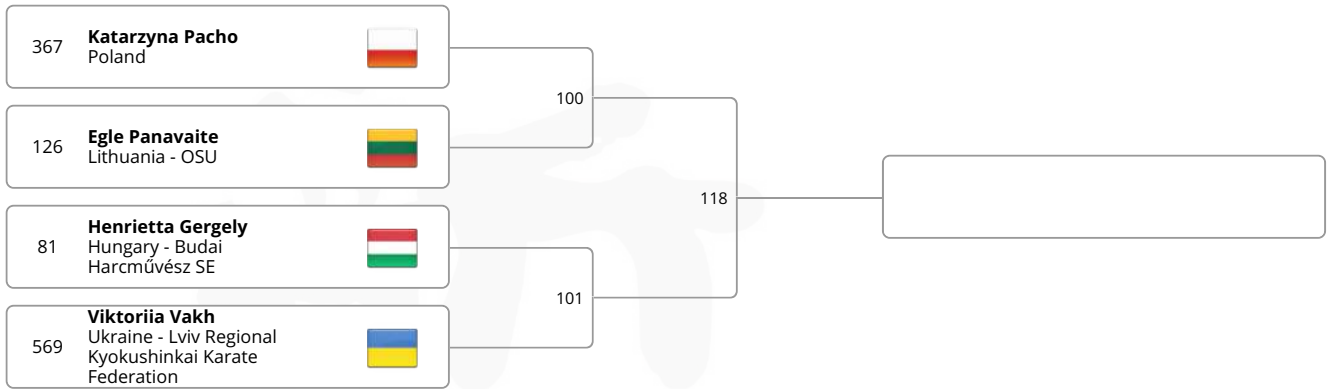 367
Katarzyna Pacho
Poland
126
Egle Panavaite
Lithuania - OSU
81
Henrietta Gergely
Hungary - Budai
Harcművész SE
569
Viktoriia Vakh
Ukraine - Lviv Regional
Kyokushinkai Karate
Federation
100
101
118